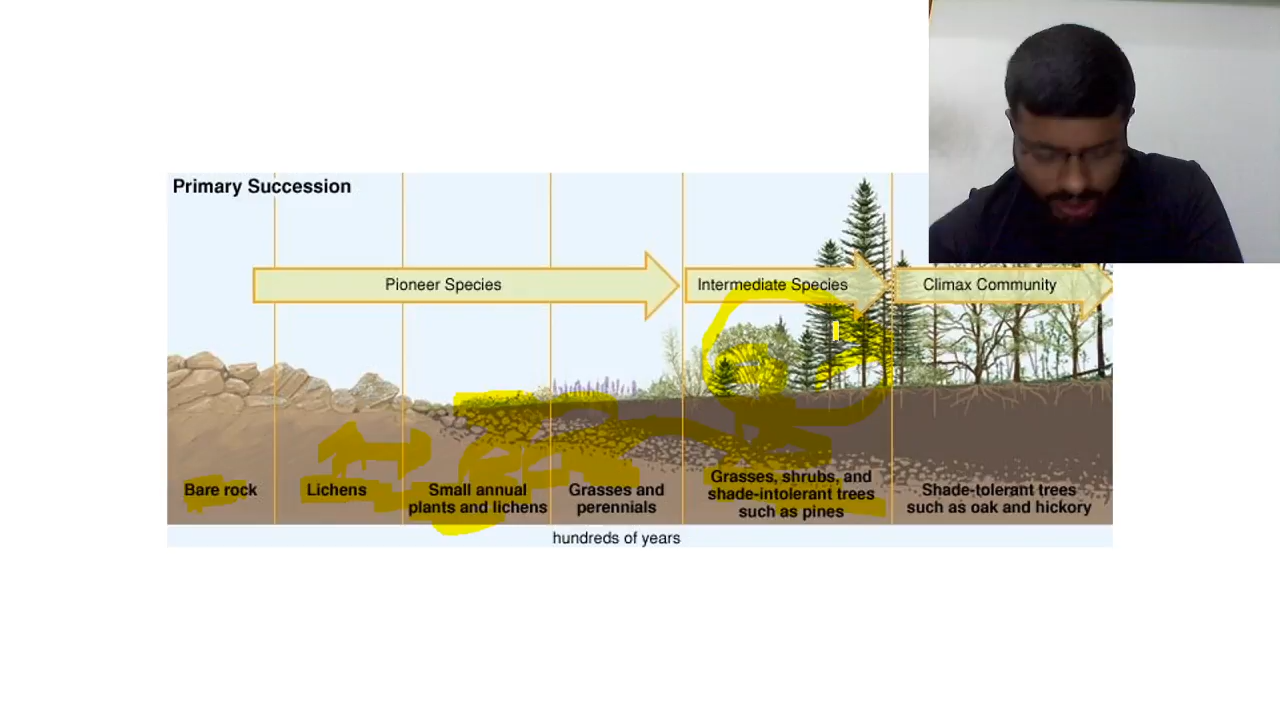 Primary Succession
Pioneer Species
Intermediate Species
Climax Community
Bare rock
Lichens
Small annual
plants and lichens
Grasses and
perennials
Grasses, shrubs, and
shade-intolerant trees
such as pines
Shade-tolerant trees
such as oak and hickory
hundreds of years